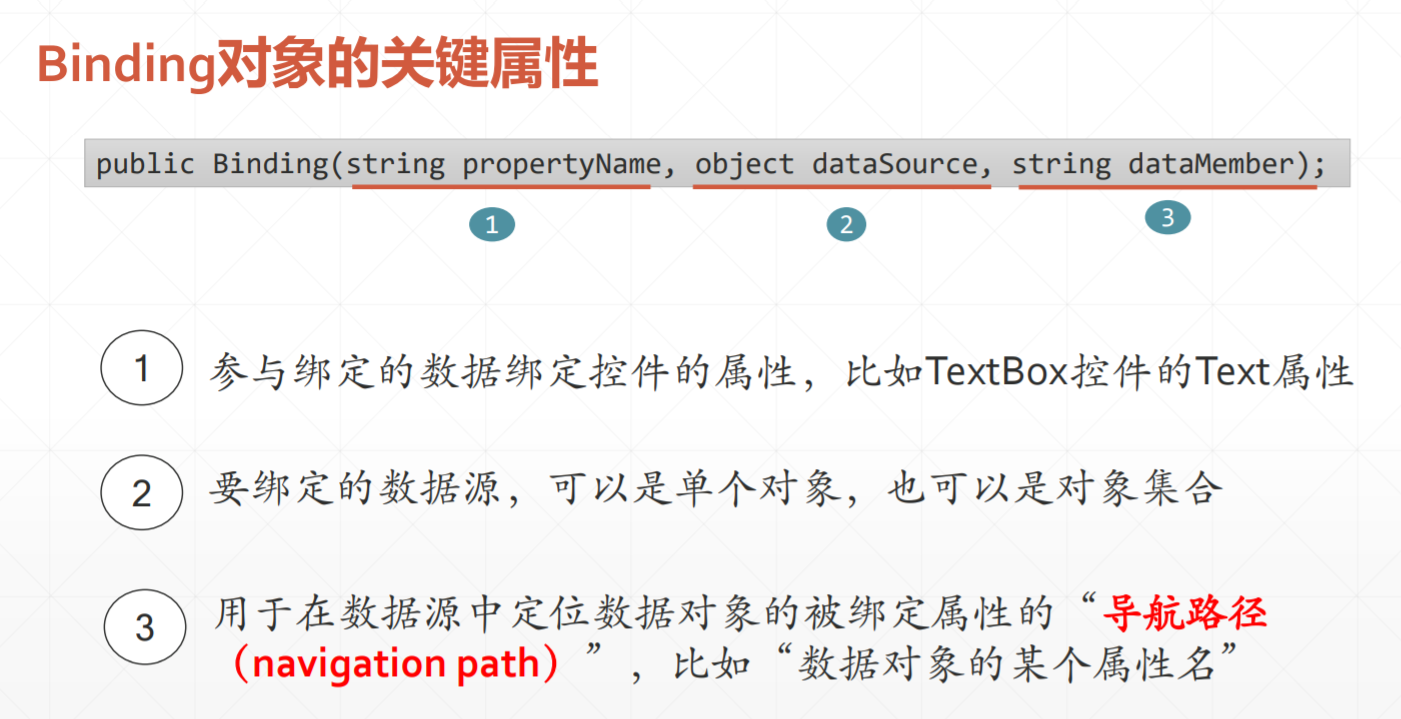 Binding对象的关键属性
public Binding(string propertyName, object dataSource, string dataMember);
1 2 3
1 参与绑定的数据绑定控件的属性，比如TextBox控件的Text属性
2 要绑定的数据源，可以是单个对象，也可以是对象集合
3 用于在数据源中定位数据对象的被绑定属性的“导航路径
（navigation path）”，比如“数据对象的某个属性名”